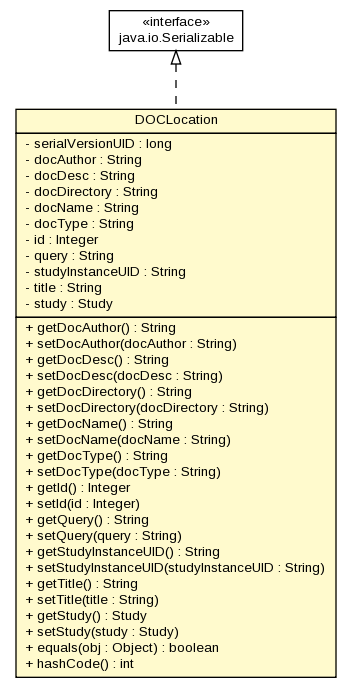 «interface»
java.io.Serializable
DOCLocation
- serialVersionUID : long
- docAuthor : String
- docDesc : String
- docDirectory : String
- docName : String
- docType : String
- id : Integer
- query : String
- studyInstanceUID : String
- title : String
- study : Study
+ getDocAuthor() : String
+ setDocAuthor(docAuthor : String)
+ getDocDesc() : String
+ setDocDesc(docDesc : String)
+ getDocDirectory() : String
+ setDocDirectory(docDirectory : String)
+ getDocName() : String
+ setDocName(docName : String)
+ getDocType() : String
+ setDocType(docType : String)
+ getId() : Integer
+ setId(id : Integer)
+ getQuery() : String
+ setQuery(query : String)
+ getStudyInstanceUID() : String
+ setStudyInstanceUID(studyInstanceUID : String)
+ getTitle() : String
+ setTitle(title : String)
+ getStudy() : Study
+ setStudy(study : Study)
+ equals(obj : Object) : boolean
+ hashCode() : int